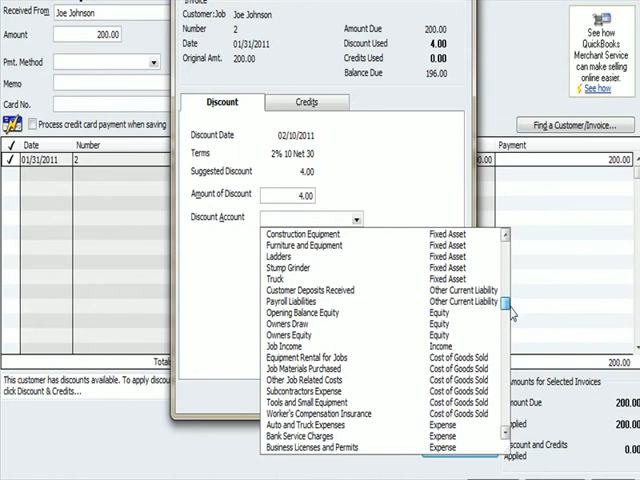 Received From Joe Johnson
Amount 200.00
Pmt. Method
Memo
Card No.
Process credit card payment when saving
Date Number
01/31/2011 2
Totals
This customer has discounts available. To apply
click Discount & Credits...
Invoice
Customer:Job Joe Johnson
Number 2
Date 01/31/2011
Original Amt. 200.00
Amount Due 200.00
Discount Used 4.00
Credits Used 0.00
Balance Due 196.00
Discount Credits
Discount Date 02/10/2011
Terms 2% 10 Net 30
Suggested Discount 4.00
Amount of Discount 4.00
Discount Account
Construction Equipment Fixed Asset
Furniture and Equipment Fixed Asset
Ladders Fixed Asset
Stump Grinder Fixed Asset
Truck Fixed Asset
Customer Deposits Received Other Current Liability
Payroll Liabilities Other Current Liability
Opening Balance Equity Equity
Owners Draw Equity
Owners Equity Equity
Job Income Income
Equipment Rental for Jobs Cost of Goods Sold
Job Materials Purchased Cost of Goods Sold
Other Job Related Costs Cost of Goods Sold
Subcontractors Expense Cost of Goods Sold
Tools and Small Equipment Cost of Goods Sold
Worker's Compensation Insurance Cost of Goods Sold
Auto and Truck Expenses Expense
Bank Service Charges Expense
Business Licenses and Permits Expense
See how
QuickBooks
Merchant Service
can make selling
online easier.
See how
Find a Customer/Invoice...
Payment
00.00 200.00
200.00
Amounts for Selected Invoices
Amount Due 200.00
Applied 200.00
Discount and Credits
Applied 0.00